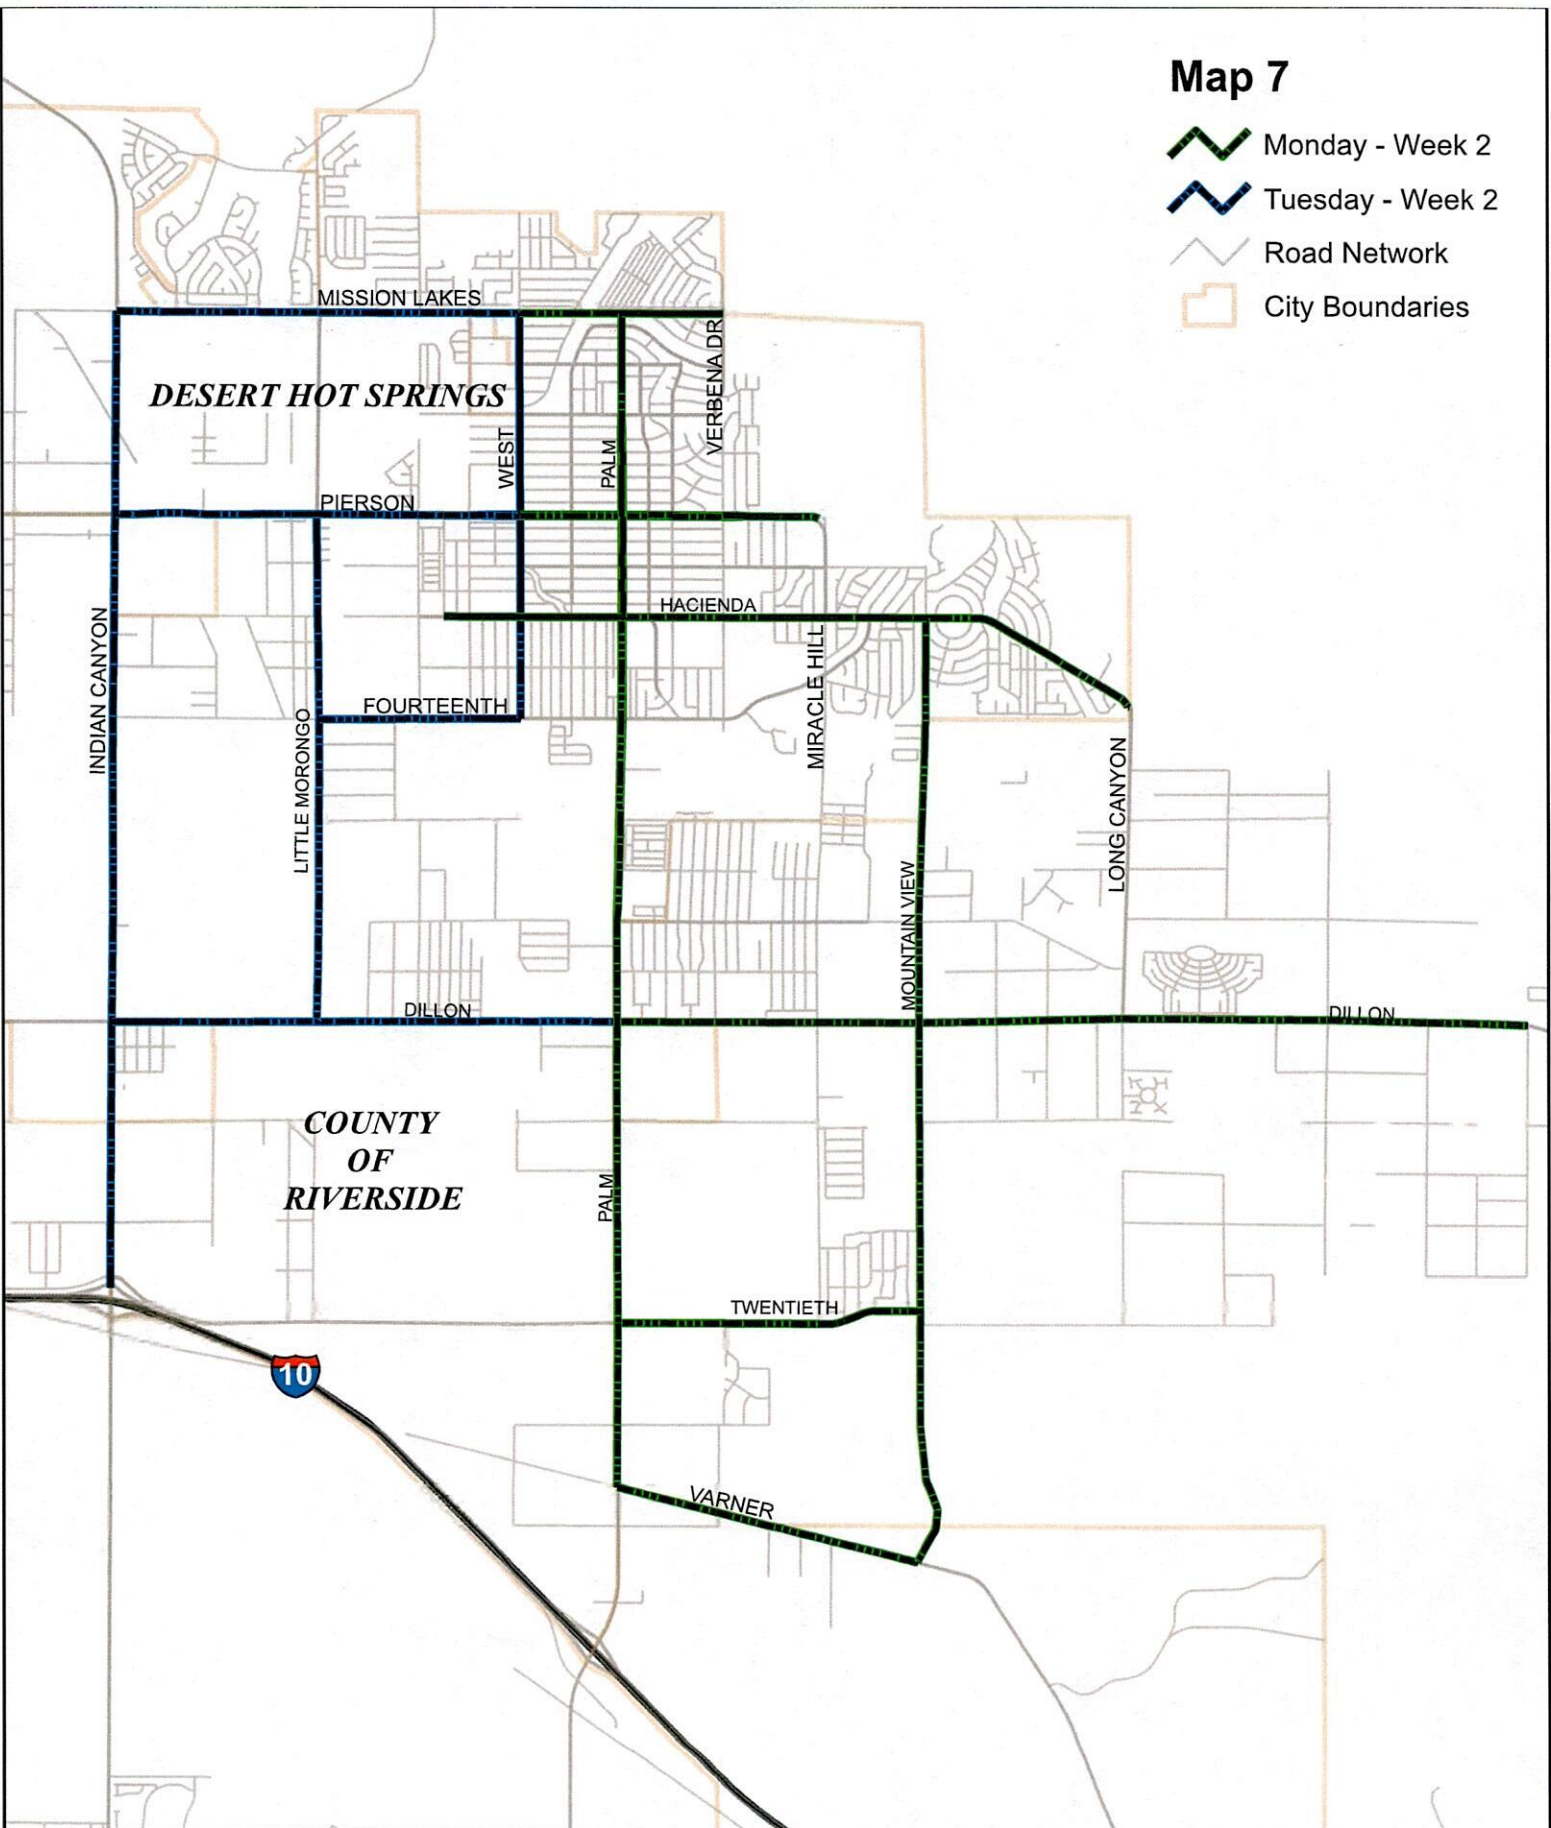 Map 7
Monday - Week 2
Tuesday - Week 2
Road Network
City Boundaries
MISSION LAKES
DESERT HOT SPRINGS
VERBENA DR
WEST
PALM
PIERSON
HACIENDA
INDIAN CANYON
MIRACLE HILL
FOURTEENTH
LITTLE MORONGO
LONG CANYON
MOUNTAIN VIEW
DILLON
DILLON
COUNTY
OF
RIVERSIDE
PALM
TWENTIETH
10
VARNER